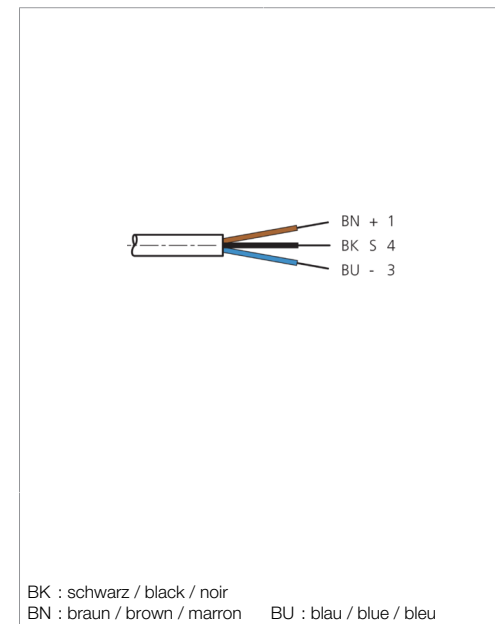 BN + 1
BK S 4
BU - 3
BK : schwarz / black / noir
BN : braun / brown / marron BU : blau / blue / bleu